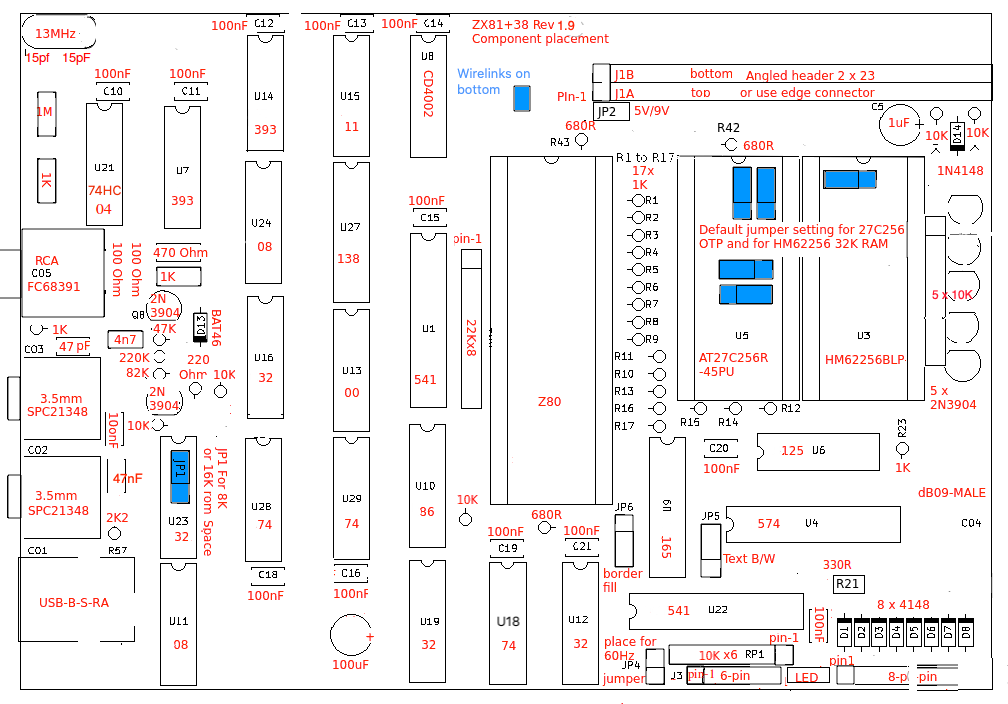 ZX81+38 Rev 1.9
Component placement
13MHz
15pf 15pF
100nF C12
100nF C13
100nF C14
U8
CD4002
Wirelinks on
bottom
J1B bottom Angled header 2 x 23
J1A top or use edge connector
PIn-1
JP2 5V/9V
C5
1uF
+
10K
D14
10K
1N4148
680R
R43
R42
680R
100nF
C10
100nF
C11
1M
1K
U21
74HC
04
U7
393
U14
393
U15
11
U24
08
U27
138
100nF
C15
R1 to R17
17x
1K
R1
R2
R3
R4
R5
R6
R7
R8
R9
R11
R10
R13
R16
R17
Default jumper setting for 27C256
OTP and for HM62256 32K RAM
U5
AT27C256R
-45PU
U3
HM62256BLP-
5 x 10K
5 x
2N3904
RCA
CO5
FC68391
100 Ohm
100 Ohm
470 Ohm
1K
2N
3904
Q8
47K
D13
BAT46
1K
CO3
47 pF
4n7
220K
82K
220
Ohm
10K
2N
3904
10K
3.5mm
SPC21348
10onF
CO2
47nF
3.5mm
SPC21348
2K2
R57
CO1
USB-B-S-RA
JP1
JP1 For 8K
or 16K rom Space
U23
32
U11
08
U16
32
U13
00
U1
541
pin-1
22Kx8
Z80
U28
74
U29
74
U10
86
10K
680R
C18
100nF
C16
100nF
+
100uF
U19
32
100nF
C19
U18
74
100nF
C21
U12
32
R15
R14
R12
C20
100nF
125 U6
R23
1K
dB09-MALE
CO4
U9
165
JP6
border
fill
JP5
Text B/W
574 U4
330R
R21
8 x 4148
541 U22
100nF
D1
D2
D3
D4
D5
D6
D7
D8
place for
60Hz
JP4
jumper
10K x6 RP1
pin-1
J3
pin-1 6-pin
LED
pin1